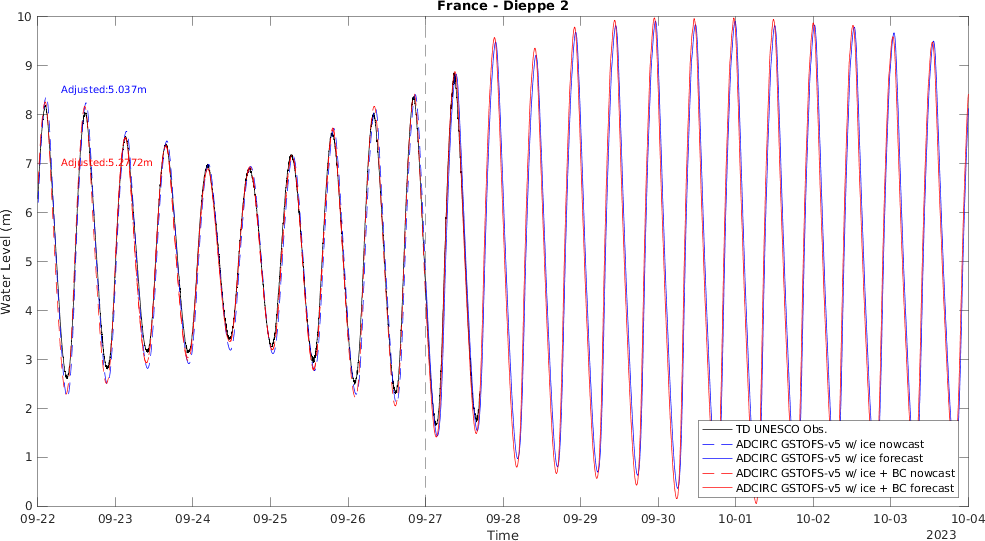 France - Dieppe 2
10
9
8
7
6
5
4
3
2
1
0
Water Level (m)
Adjusted:5.037m
Adjusted:5.2772m
TD UNESCO Obs.
ADCIRC GSTOFS-v5 w/ ice nowcast
ADCIRC GSTOFS-v5 w/ ice forecast
ADCIRC GSTOFS-v5 w/ ice + BC nowcast
ADCIRC GSTOFS-v5 w/ ice + BC forecast
09-22 09-23 09-24 09-25 09-26 09-27 09-28 09-29 09-30 10-01 10-02 10-03 10-04
Time
2023